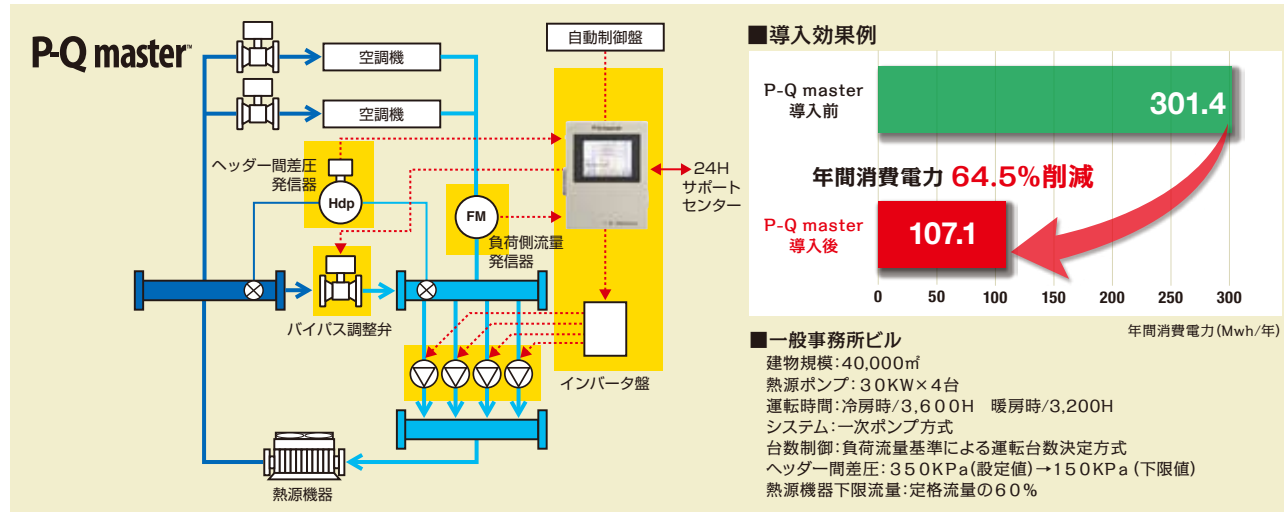 P-Q master™
自動制御盤
空調機
空調機
ヘッダー間差圧
発信器
Hdp
FM
負荷側流量
発信器
24H
サポート
センター
バイパス調整弁
インバータ盤
熱源機器
■導入効果例
P-Q master
導入前
301.4
年間消費電力 64.5%削減
P-Q master
導入後
107.1
0 50 100 150 200 250 300
年間消費電力(Mwh/年)
■一般事務所ビル
建物規模:40,000㎡
熱源ポンプ:30KW×4台
運転時間:冷房時/3,600H 暖房時/3,200H
システム:一次ポンプ方式
台数制御:負荷流量基準による運転台数決定方式
ヘッダー間差圧:350KPa(設定値)→150KPa(下限値)
熱源機器下限流量:定格流量の60%